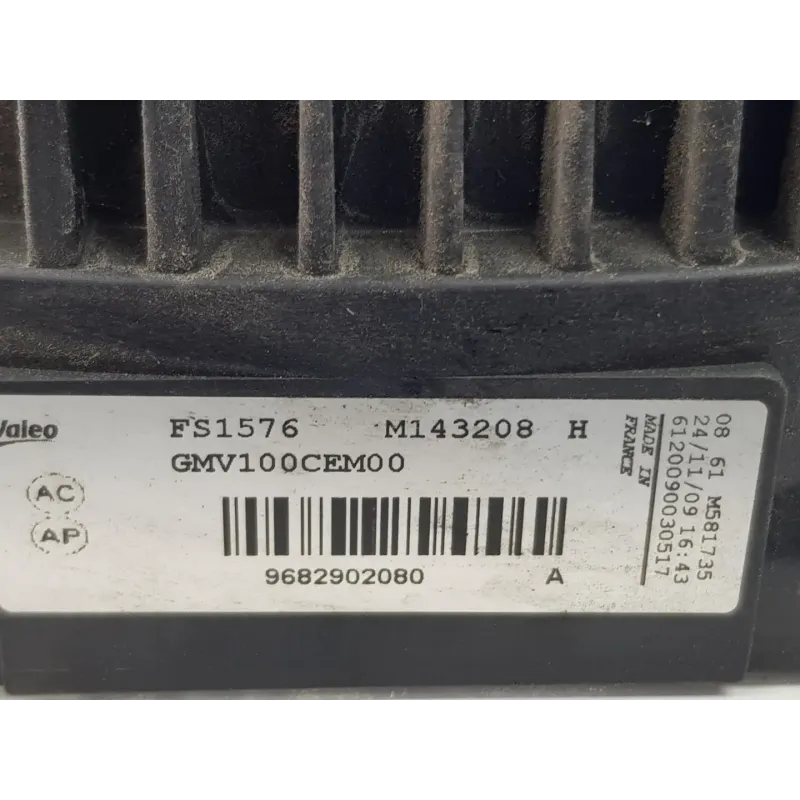 Valeo
FS1576 M143208 H
GMV100CEM00
AC
AP
9682902080 A
MADE IN
FRANCE
08 61 M581735
24/11/09 16:43
6120090030517